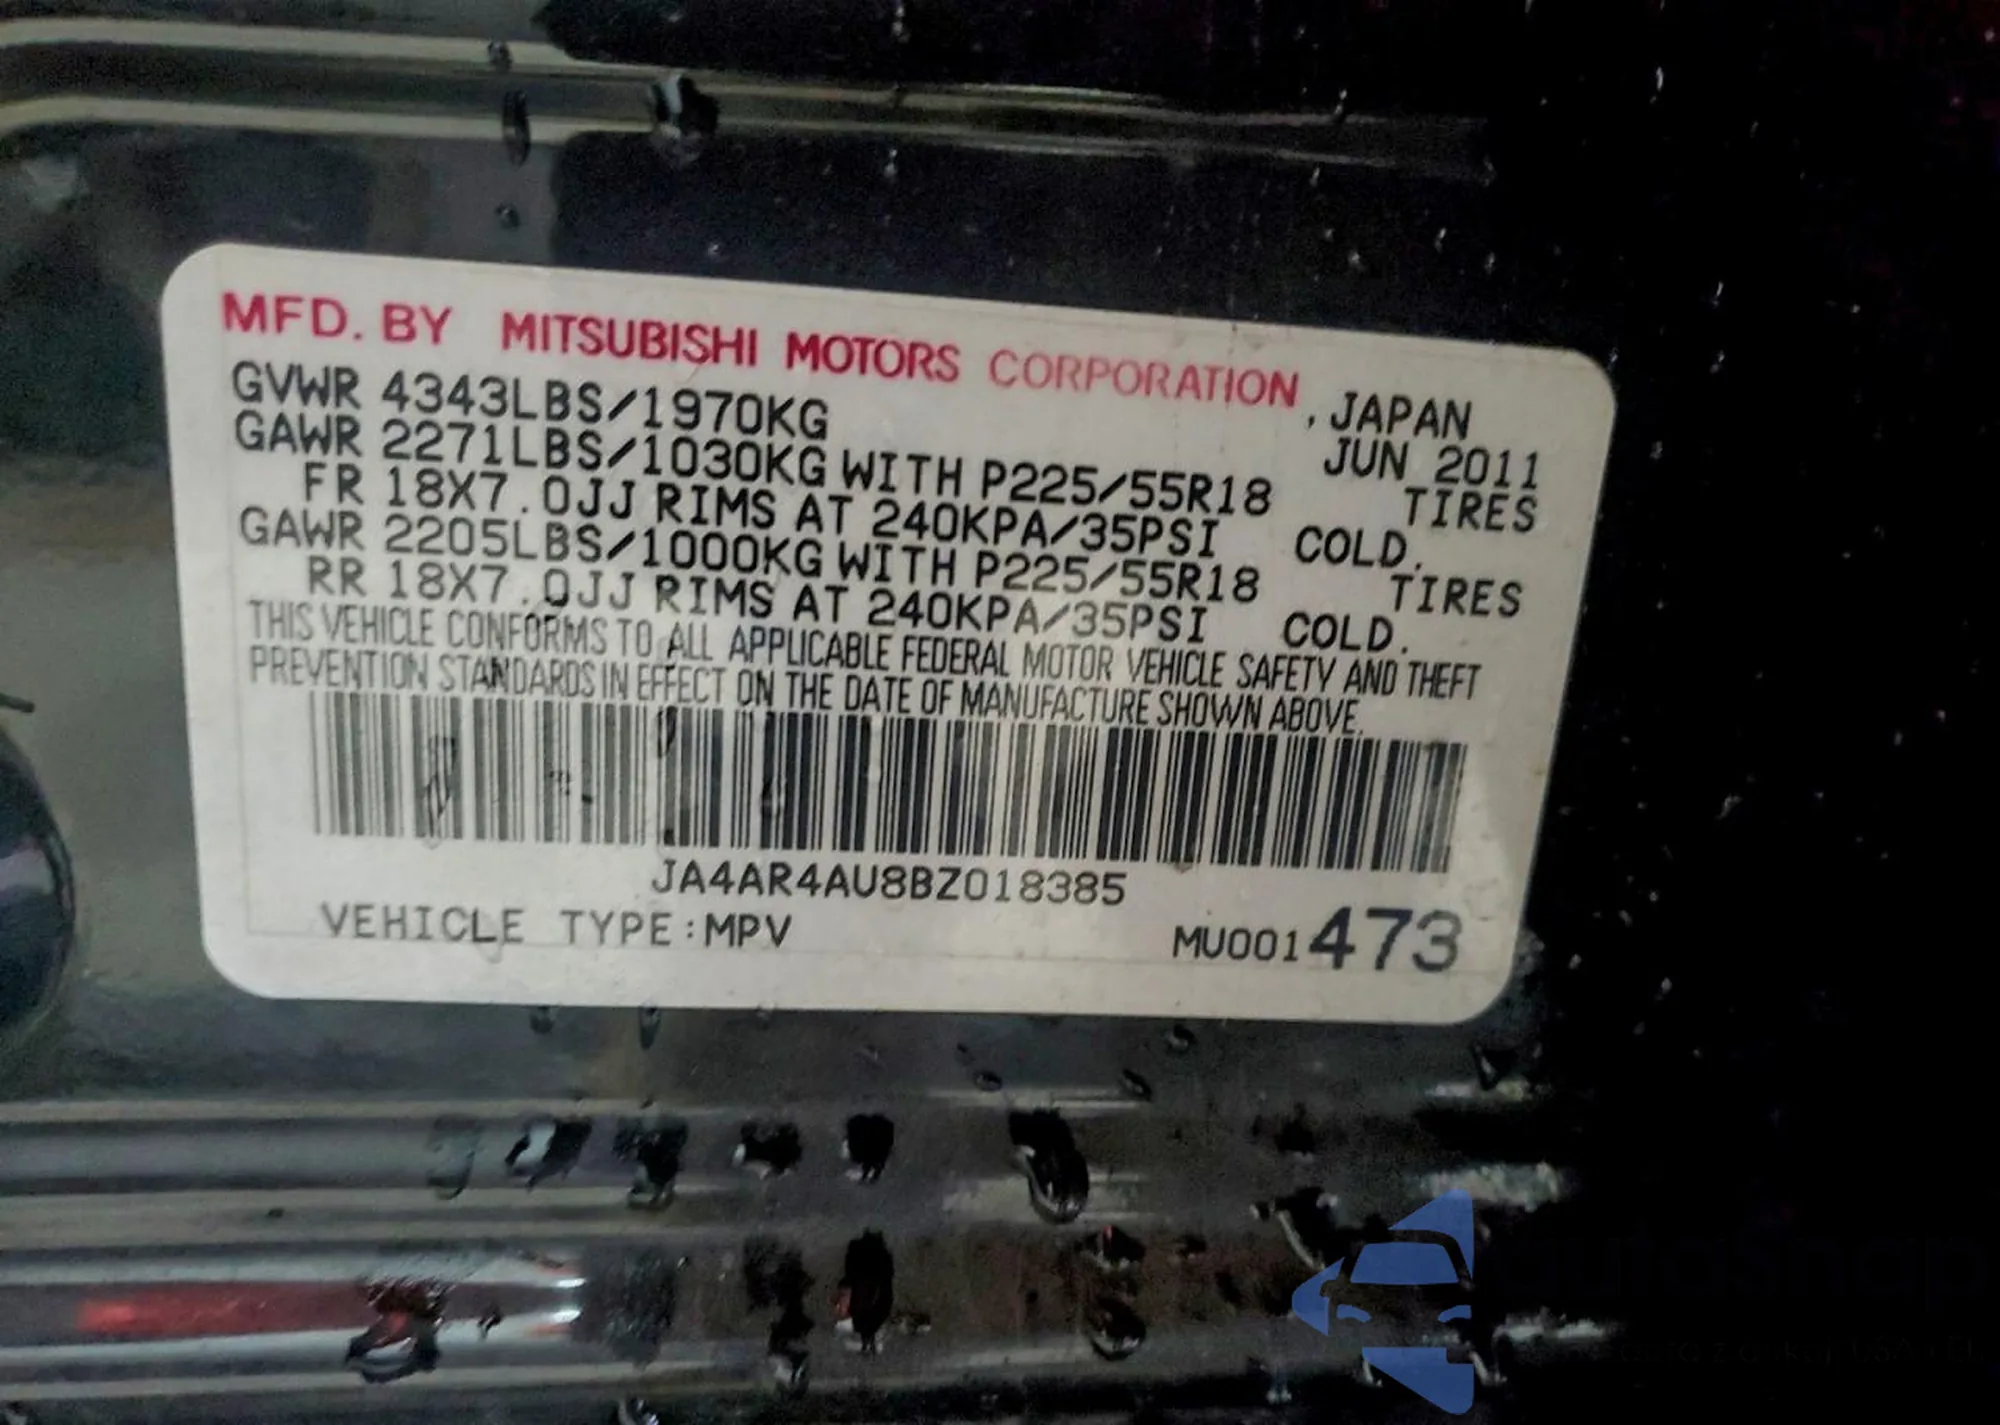 MFD. BY MITSUBISHI MOTORS CORPORATION, JAPAN
GVWR 4343LBS/1970KG JUN 2011
GAWR 2271LBS/1030KG WITH P225/55R18 TIRES
FR 18X7.0JJ RIMS AT 240KPA/35PSI COLD.
GAWR 2205LBS/1000KG WITH P225/55R18 TIRES
RR 18X7.0JJ RIMS AT 240KPA/35PSI COLD.
THIS VEHICLE CONFORMS TO ALL APPLICABLE FEDERAL MOTOR VEHICLE SAFETY AND THEFT
PREVENTION STANDARDS IN EFFECT ON THE DATE OF MANUFACTURE SHOWN ABOVE.
JA4AR4AU8BZ018385
VEHICLE TYPE:MPV MU001473